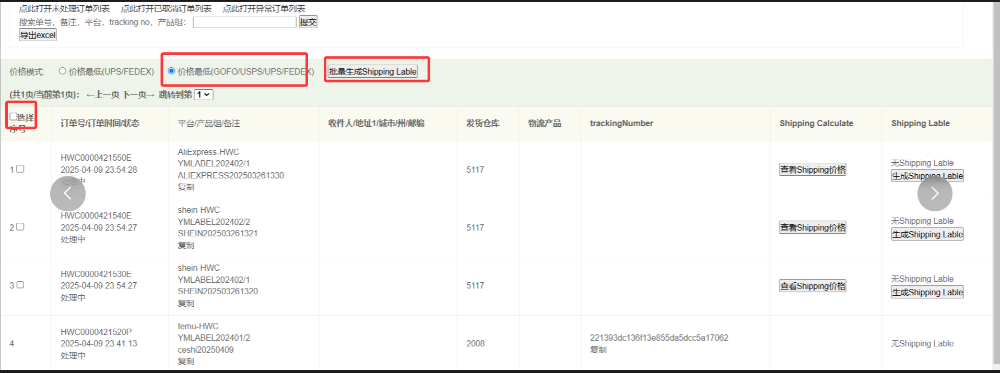 点此打开未处理订单列表 点此打开已取消订单列表 点此打开异常订单列表
搜索单号，备注，平台，tracking no，产品组： 提交
导出excel
价格模式: 价格最低(UPS/FEDEX) 价格最低(GOFO/USPS/UPS/FEDEX) 批量生成Shipping Lable
(共1页/当前第1页)： ←上一页 下一页→ 跳转到第 1
选择
序号
订单号/订单时间/状态
平台/产品组/备注
收件人/地址1/城市/州/邮编
发货仓库
物流产品
trackingNumber
Shipping Calculate
Shipping Lable
1
HWC0000421550E
2025-04-09 23:54:28
处理中
AliExpress-HWC
YMLABEL202402/1
ALIEXPRESS202503261330
复制
5117
查看Shipping价格
无Shipping Lable
生成Shipping Lable
2
HWC0000421540E
2025-04-09 23:54:27
处理中
shein-HWC
YMLABEL202402/2
SHEIN202503261321
复制
5117
查看Shipping价格
无Shipping Lable
生成Shipping Lable
3
HWC0000421530E
2025-04-09 23:54:27
处理中
shein-HWC
YMLABEL202402/1
SHEIN202503261320
复制
5117
查看Shipping价格
无Shipping Lable
生成Shipping Lable
4
HWC0000421520P
2025-04-09 23:41:13
处理中
temu-HWC
YMLABEL202401/2
ceshi20250409
复制
2008
221393dc136f13e855da5dcc5a17062
复制
无Shipping Lable